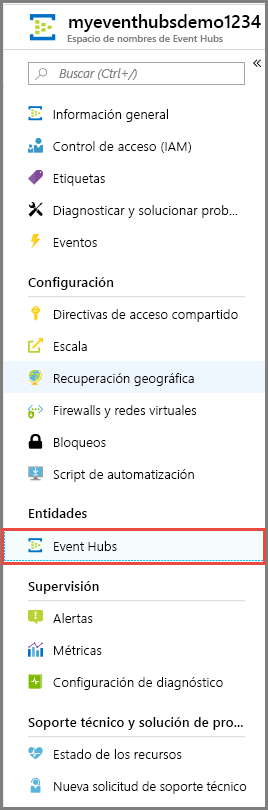 myeventhubsdemo1234
Espacio de nombres de Event Hubs
Buscar (Ctrl+/)
Información general
Control de acceso (IAM)
Etiquetas
Diagnosticar y solucionar prob...
Eventos
Configuración
Directivas de acceso compartido
Escala
Recuperación geográfica
Firewalls y redes virtuales
Bloqueos
Script de automatización
Entidades
Event Hubs
Supervisión
Alertas
Métricas
Configuración de diagnóstico
Soporte técnico y solución de pro...
Estado de los recursos
Nueva solicitud de soporte técnico